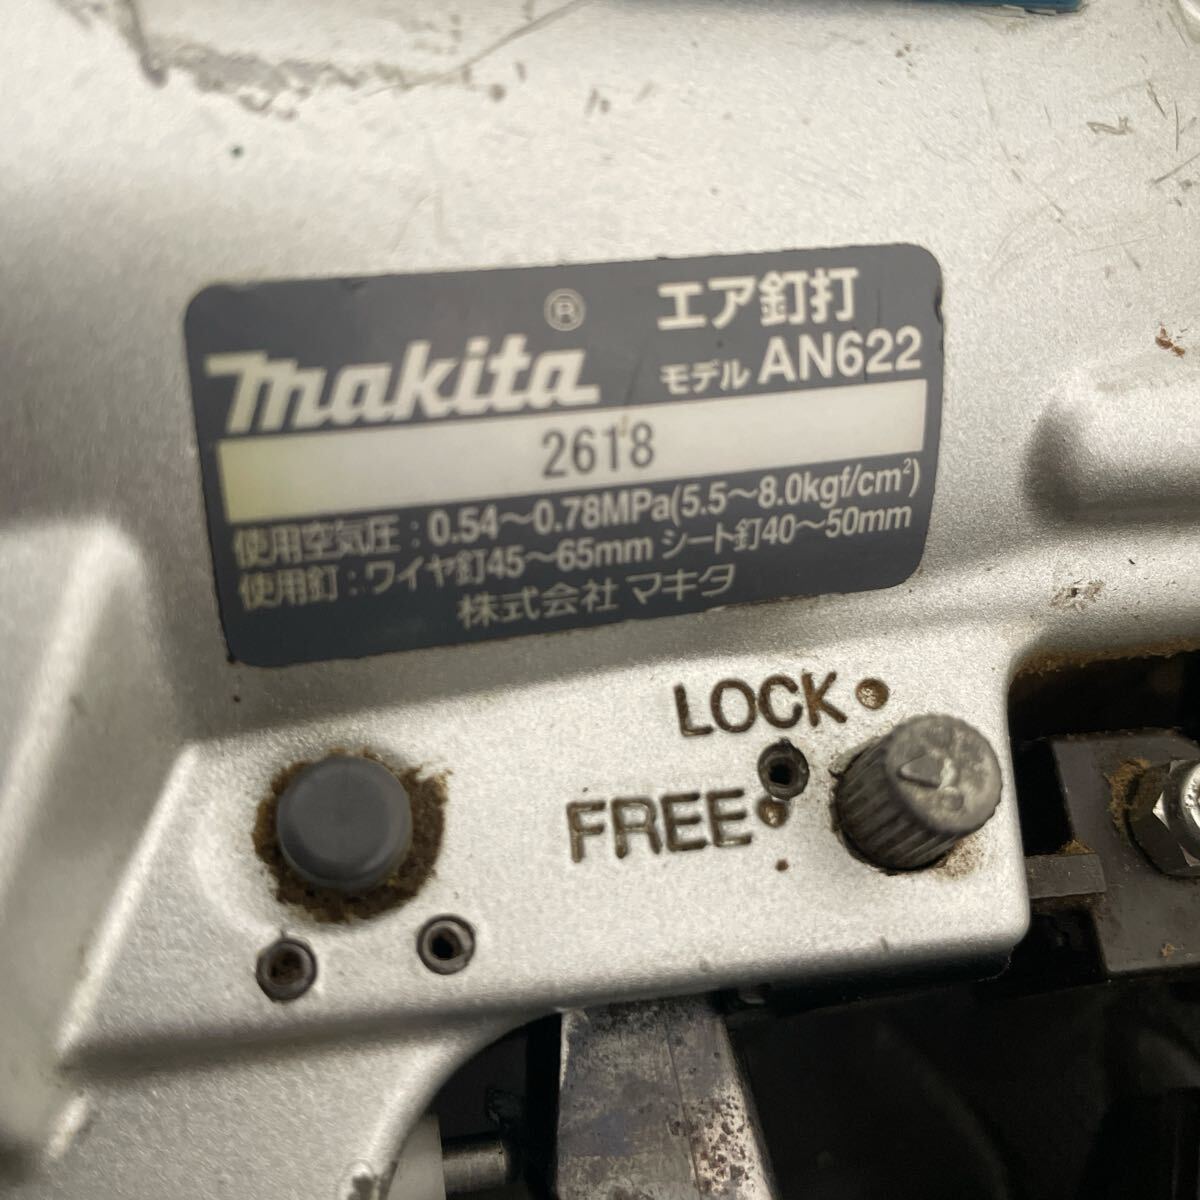 makita®
エア釘打
モデル AN622
2618
使用空気圧：0.54～0.78MPa(5.5～8.0kgf/cm²)
使用釘：ワイヤ釘45～65mm シート釘40～50mm
株式会社 マキタ
LOCK
FREE